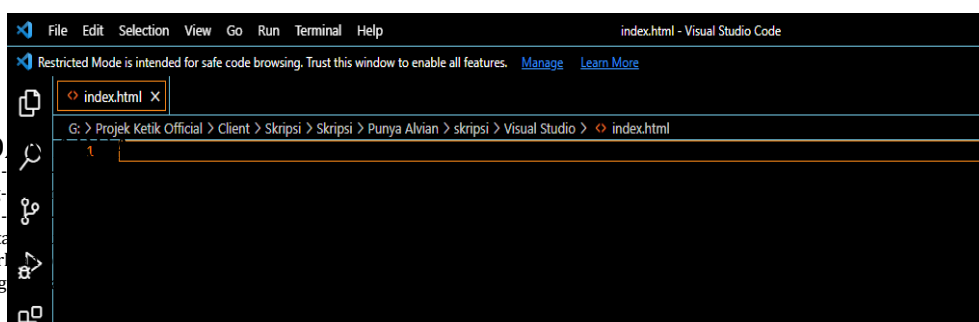 File Edit Selection View Go Run Terminal Help index.html - Visual Studio Code
Restricted Mode is intended for safe code browsing. Trust this window to enable all features. Manage Learn More
index.html
G: > Projek Ketik Official > Client > Skripsi > Skripsi > Punya Alvian > skripsi > Visual Studio > index.html
1